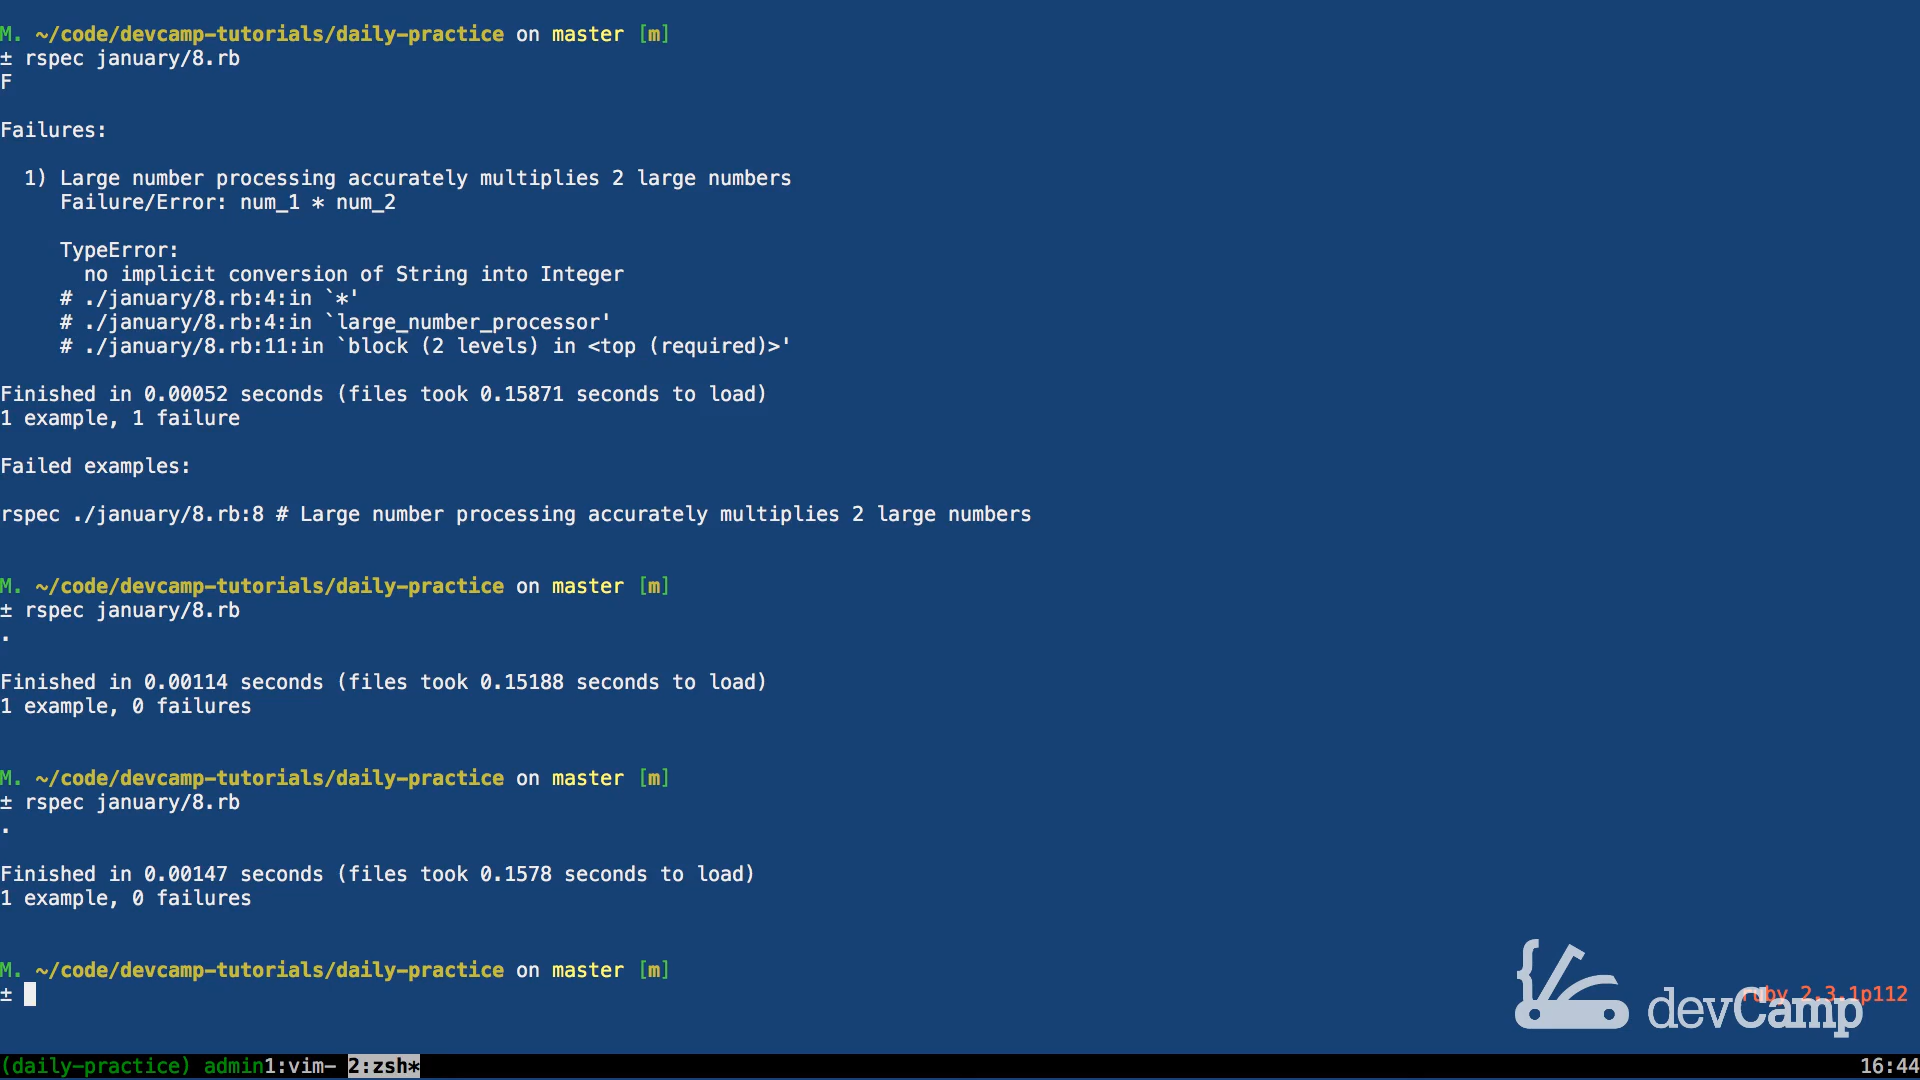 M. ~/code/devcamp-tutorials/daily-practice on master [m]
± rspec january/8.rb
F
Failures:
1) Large number processing accurately multiplies 2 large numbers
Failure/Error: num_1 * num_2
TypeError:
no implicit conversion of String into Integer
# ./january/8.rb:4:in `*'
# ./january/8.rb:4:in `large_number_processor'
# ./january/8.rb:11:in `block (2 levels) in <top (required)>'
Finished in 0.00052 seconds (files took 0.15871 seconds to load)
1 example, 1 failure
Failed examples:
rspec ./january/8.rb:8 # Large number processing accurately multiplies 2 large numbers
M. ~/code/devcamp-tutorials/daily-practice on master [m]
± rspec january/8.rb
.
Finished in 0.00114 seconds (files took 0.15188 seconds to load)
1 example, 0 failures
M. ~/code/devcamp-tutorials/daily-practice on master [m]
± rspec january/8.rb
.
Finished in 0.00147 seconds (files took 0.1578 seconds to load)
1 example, 0 failures
M. ~/code/devcamp-tutorials/daily-practice on master [m]
±
ruby 2.3.1p112
devCamp
(daily-practice) admin1:vim- 2:zsh* 16:44